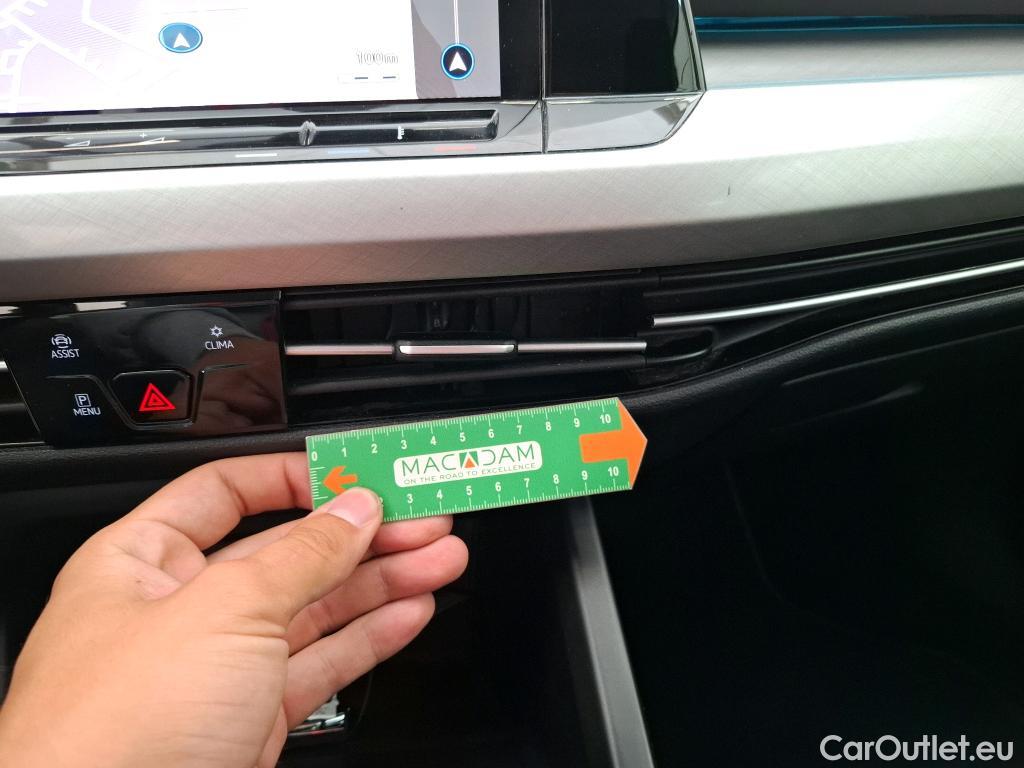 100m
ASSIST
CLIMA
P
MENU
0 1 2 3 4 5 6 7 8 9 10
MACADAM
ON THE ROAD TO EXCELLENCE
2 3 4 5 6 7 8 9 10
CarOutlet.eu